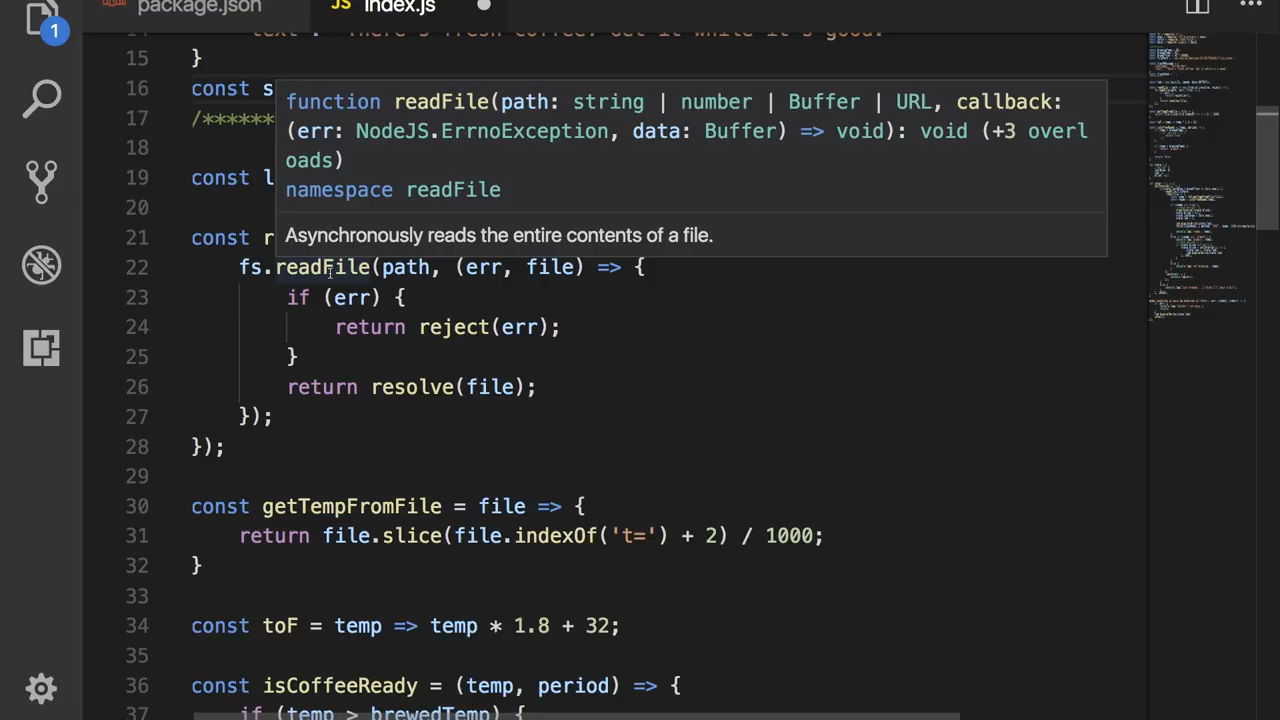 package.json
JS index.js
1
14 "text": "There's fresh coffee! Get it while it's good."
15 }
16 const s
function readFile(path: string | number | Buffer | URL, callback:
(err: NodeJS.ErrnoException, data: Buffer) => void): void (+3 overl
oads)
namespace readFile
Asynchronously reads the entire contents of a file.
17 /*******
18
19 const l
20
21 const r
22 fs.readFile(path, (err, file) => {
23 if (err) {
24 return reject(err);
25 }
26 return resolve(file);
27 });
28 });
29
30 const getTempFromFile = file => {
31 return file.slice(file.indexOf('t=') + 2) / 1000;
32 }
33
34 const toF = temp => temp * 1.8 + 32;
35
36 const isCoffeeReady = (temp, period) => {
37 if (temp > brewedTemp) {